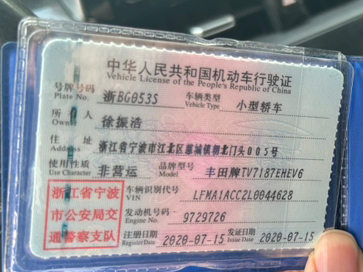 中华人民共和国机动车行驶证
Vehicle License of the People's Republic of China
号牌号码 浙BG053S 车辆类型 小型轿车
Plate No. Vehicle Type
所有人 徐振浩
Owner
住址 浙江省宁波市江北区慈城镇朝北门005号
Address
使用性质 非营运 品牌型号 丰田牌TV7187EHEV6
Use Character Model
浙江省宁波
市公安局交
通警察支队
车辆识别代号 LFMA1ACC2L0044628
VIN
发动机号码 9729726
Engine No.
注册日期 2020-07-15 发证日期 2020-07-15
Register Date Issue Date